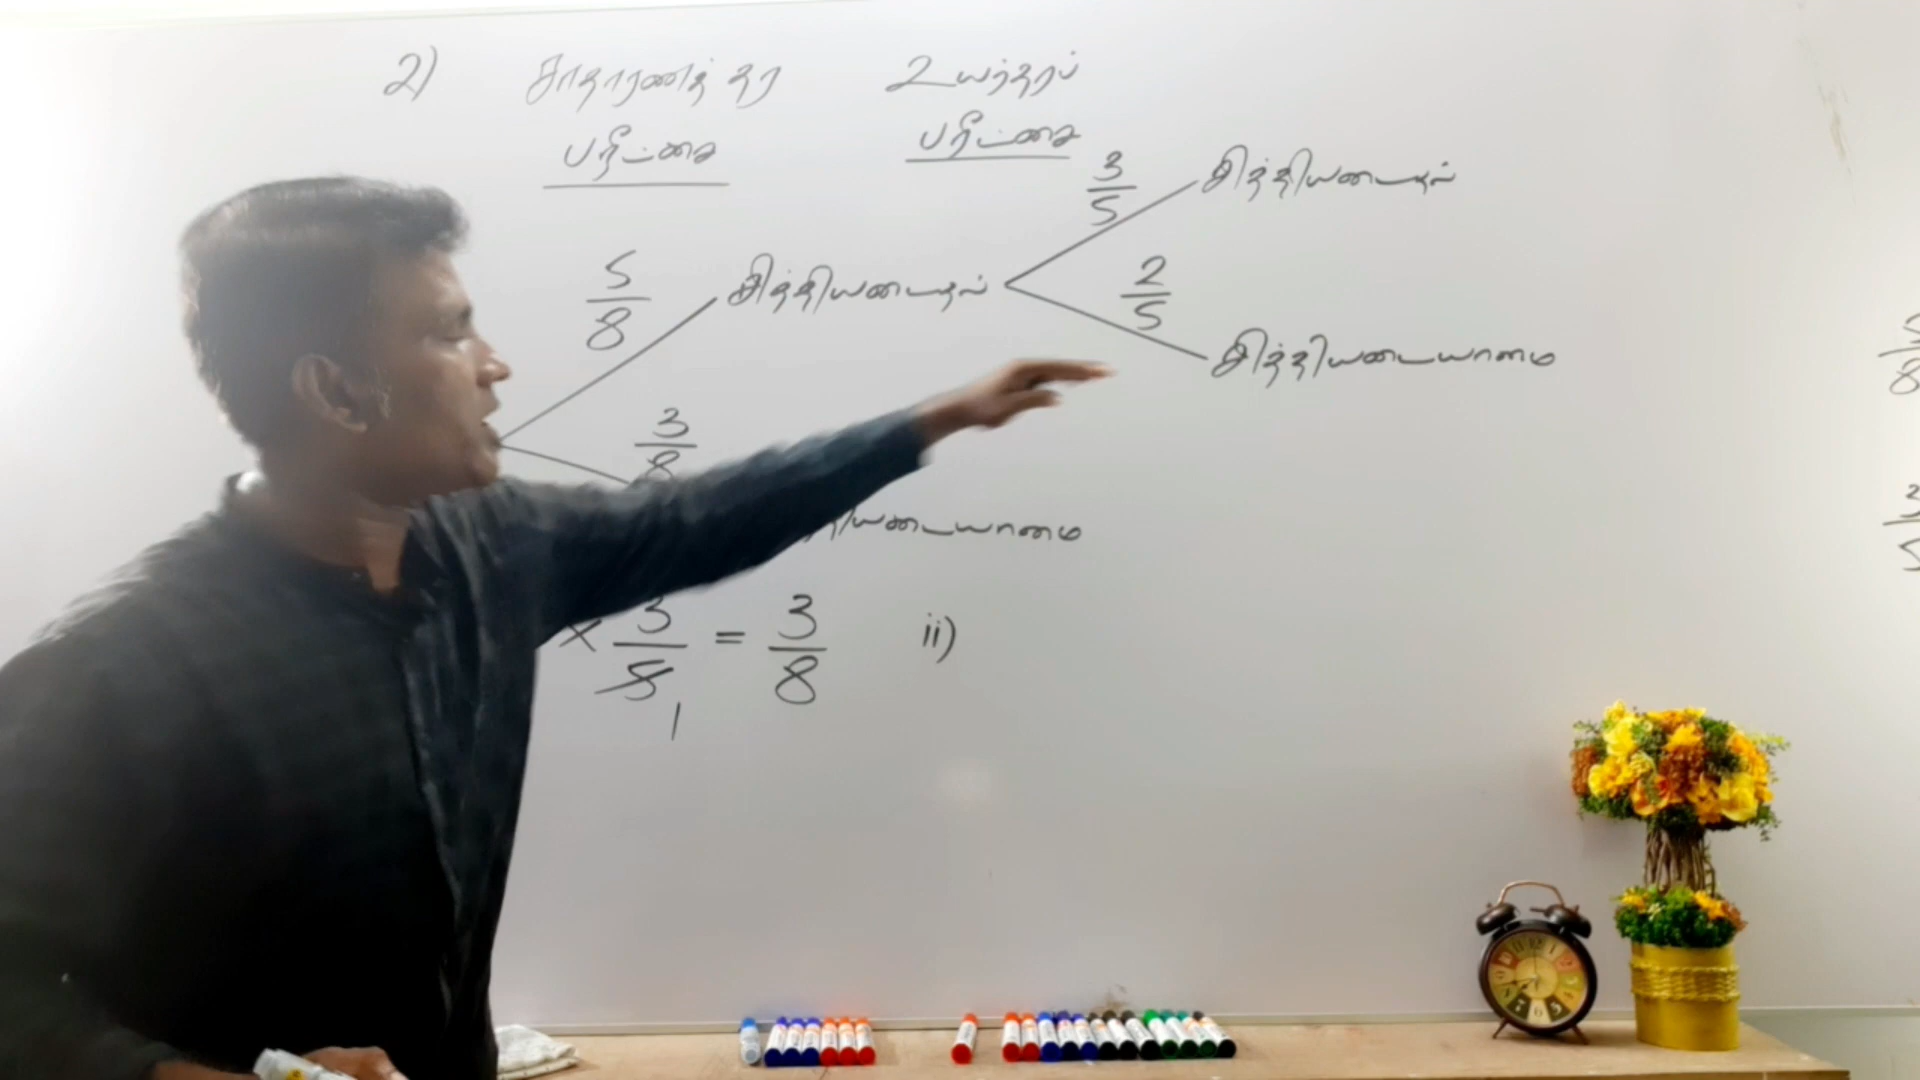 2) சாதாரணத் தர உயர்தரப்
பரீட்சை பரீட்சை
3/5 சித்தியடைதல்
5/8 சித்தியடைதல்
2/5 சித்தியடையாமை
3/8
யடையாமை
× 3/5 = 3/8 ii)
1